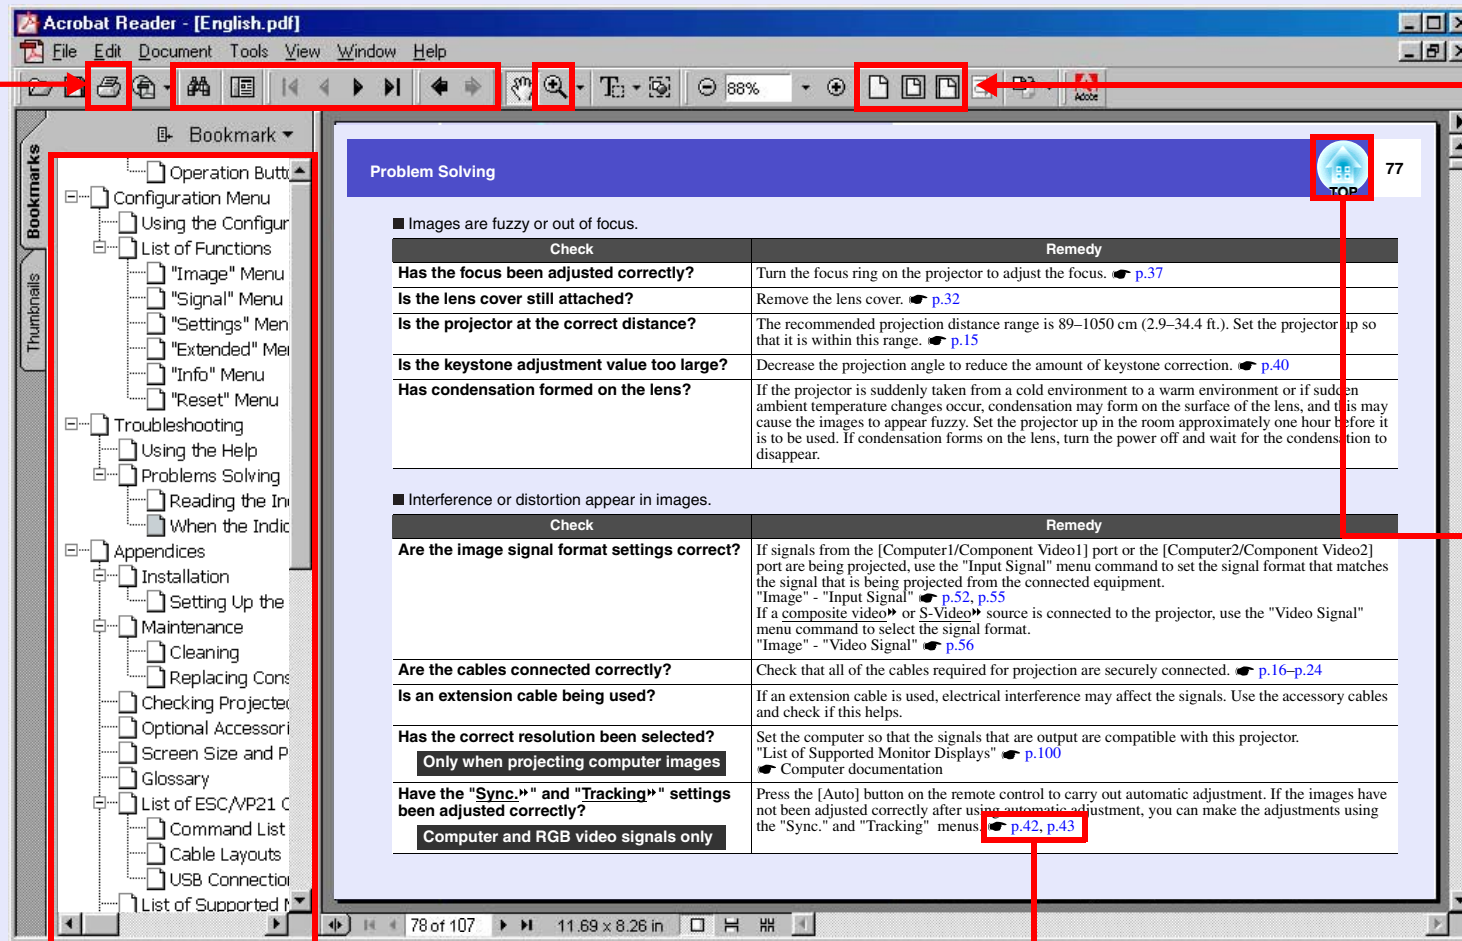 Acrobat Reader - [English.pdf]
File Edit Document Tools View Window Help
88%
Adobe
Bookmarks
Thumbnails
Bookmark
Operation Butt
Configuration Menu
Using the Configur
List of Functions
"Image" Menu
"Signal" Menu
"Settings" Men
"Extended" Me
"Info" Menu
"Reset" Menu
Troubleshooting
Using the Help
Problems Solving
Reading the In
When the Indic
Appendices
Installation
Setting Up the
Maintenance
Cleaning
Replacing Cons
Checking Projected
Optional Accessori
Screen Size and P
Glossary
List of ESC/VP21 C
Command List
Cable Layouts
USB Connection
List of Supported M
Problem Solving
TOP
77
■ Images are fuzzy or out of focus.
Check Remedy
Has the focus been adjusted correctly? Turn the focus ring on the projector to adjust the focus. ☛ p.37
Is the lens cover still attached? Remove the lens cover. ☛ p.32
Is the projector at the correct distance? The recommended projection distance range is 89–1050 cm (2.9–34.4 ft.). Set the projector up so
that it is within this range. ☛ p.15
Is the keystone adjustment value too large? Decrease the projection angle to reduce the amount of keystone correction. ☛ p.40
Has condensation formed on the lens? If the projector is suddenly taken from a cold environment to a warm environment or if sudden
ambient temperature changes occur, condensation may form on the surface of the lens, and this may
cause the images to appear fuzzy. Set the projector up in the room approximately one hour before it
is to be used. If condensation forms on the lens, turn the power off and wait for the condensation to
disappear.
■ Interference or distortion appear in images.
Check Remedy
Are the image signal format settings correct? If signals from the [Computer1/Component Video1] port or the [Computer2/Component Video2]
port are being projected, use the "Input Signal" menu command to set the signal format that matches
the signal that is being projected from the connected equipment.
"Image" - "Input Signal" ☛ p.52, p.55
If a composite video or S-Video source is connected to the projector, use the "Video Signal"
menu command to select the signal format.
"Image" - "Video Signal" ☛ p.56
Are the cables connected correctly? Check that all of the cables required for projection are securely connected. ☛ p.16–p.24
Is an extension cable being used? If an extension cable is used, electrical interference may affect the signals. Use the accessory cables
and check if this helps.
Has the correct resolution been selected? Set the computer so that the signals that are output are compatible with this projector.
Only when projecting computer images "List of Supported Monitor Displays" ☛ p.100
☛ Computer documentation
Have the "Sync." and "Tracking" settings Press the [Auto] button on the remote control to carry out automatic adjustment. If the images have
been adjusted correctly? not been adjusted correctly after using automatic adjustment, you can make the adjustments using
Computer and RGB video signals only the "Sync." and "Tracking" menus. ☛ p.42, p.43
78 of 107 11.69 x 8.26 in